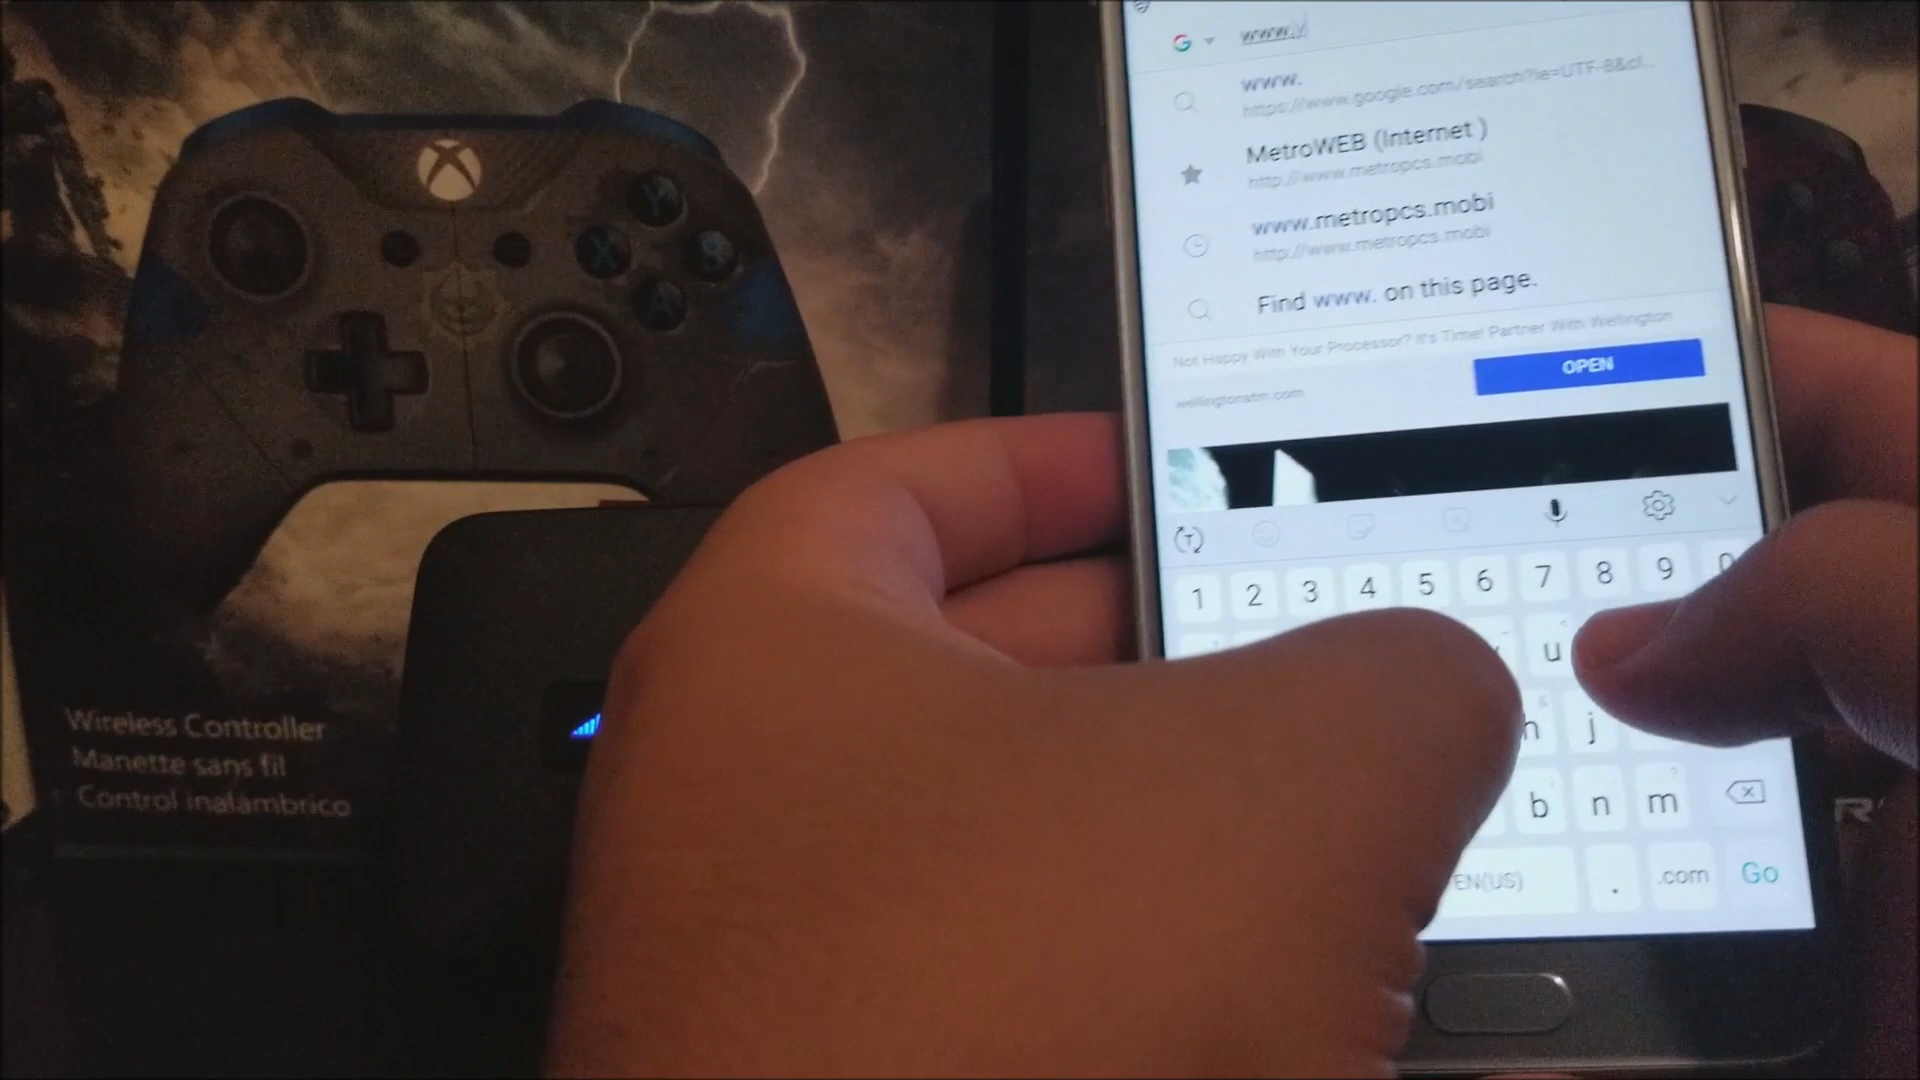 www.y
www.
https://www.google.com/search?ie=UTF-8&cl...
MetroWEB (Internet )
http://www.metropcs.mobi
www.metropcs.mobi
http://www.metropcs.mobi
Find www. on this page.
Not Happy With Your Processor? It's Time! Partner With Wellington
OPEN
wellingtonatm.com
1 2 3 4 5 6 7 8 9 0
u
h j
b n m
EN(US) . .com Go
X Y B A
Wireless Controller
Manette sans fil
Control inalámbrico